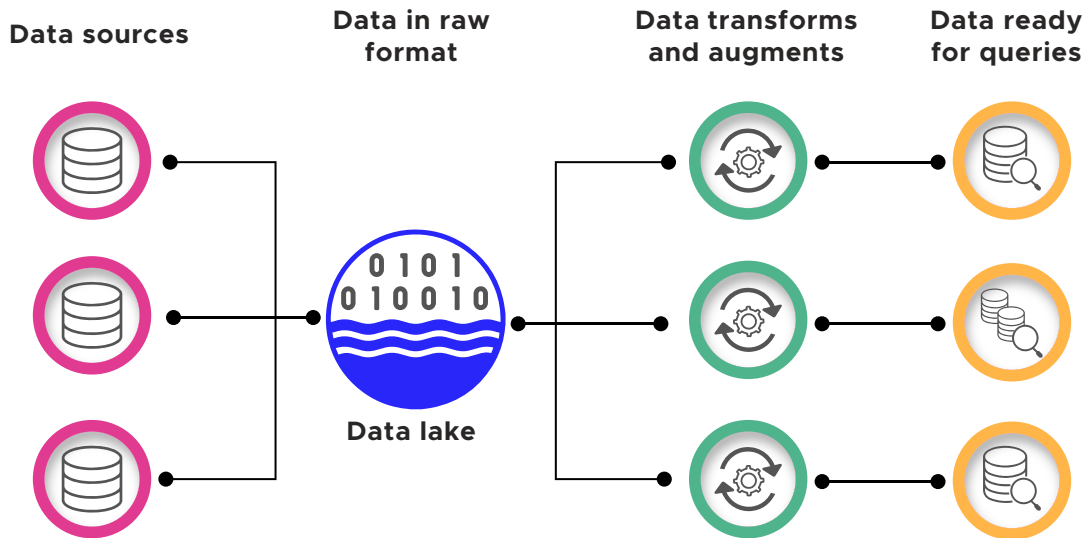 Data sources
Data in raw
format
Data transforms
and augments
Data ready
for queries
0 1 0 1
0 1 0 0 1 0
Data lake